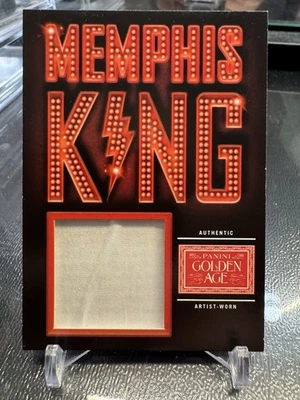 MEMPHIS
KING
AUTHENTIC
PANINI
GOLDEN
AGE
ARTIST-WORN